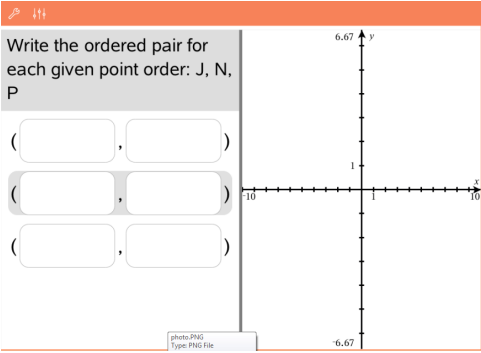 Write the ordered pair for
each given point order: J, N,
P
( , )
( , )
( , )
6.67 y
1
x
-10 1 10
-6.67
photo.PNG
Type: PNG File